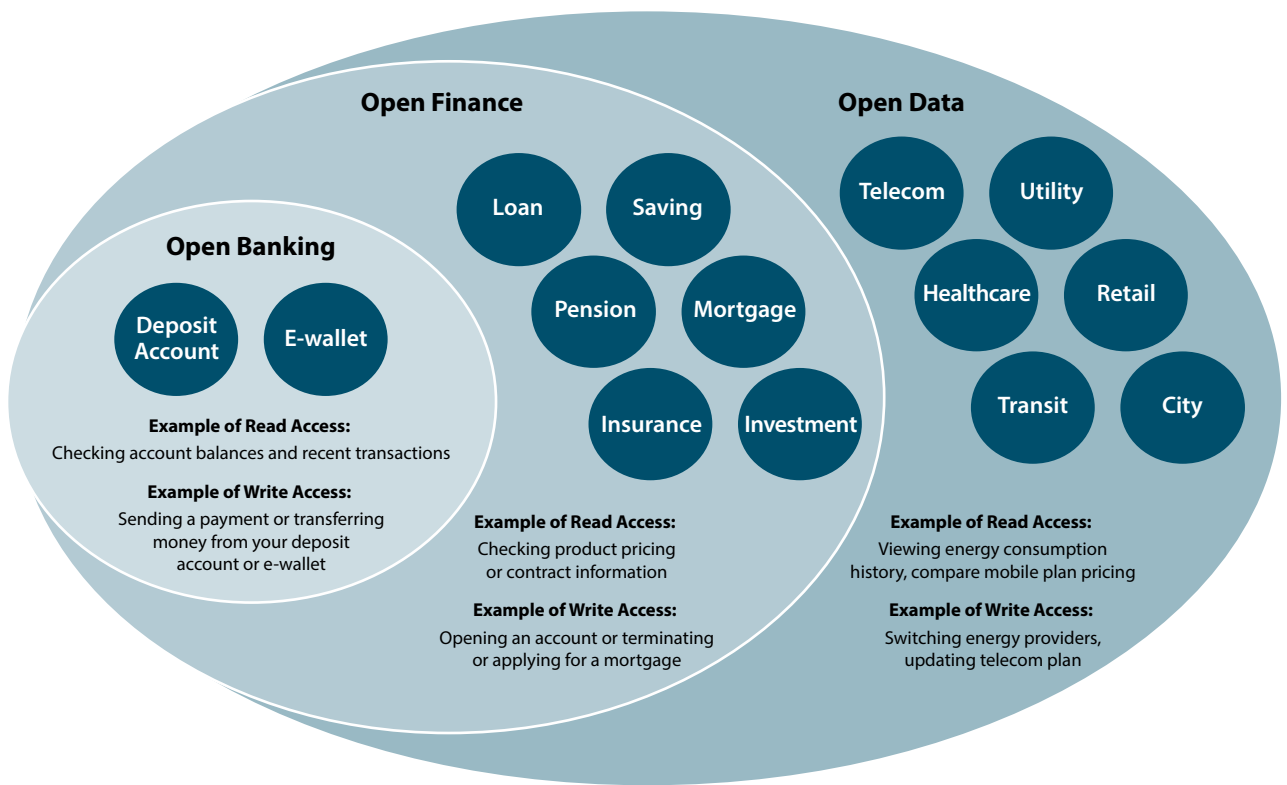 Open Banking
Deposit
Account
E-wallet
Example of Read Access:
Checking account balances and recent transactions
Example of Write Access:
Sending a payment or transferring
money from your deposit
account or e-wallet
Open Finance
Loan
Saving
Pension
Mortgage
Insurance
Investment
Example of Read Access:
Checking product pricing
or contract information
Example of Write Access:
Opening an account or terminating
or applying for a mortgage
Open Data
Telecom
Utility
Healthcare
Retail
Transit
City
Example of Read Access:
Viewing energy consumption
history, compare mobile plan pricing
Example of Write Access:
Switching energy providers,
updating telecom plan